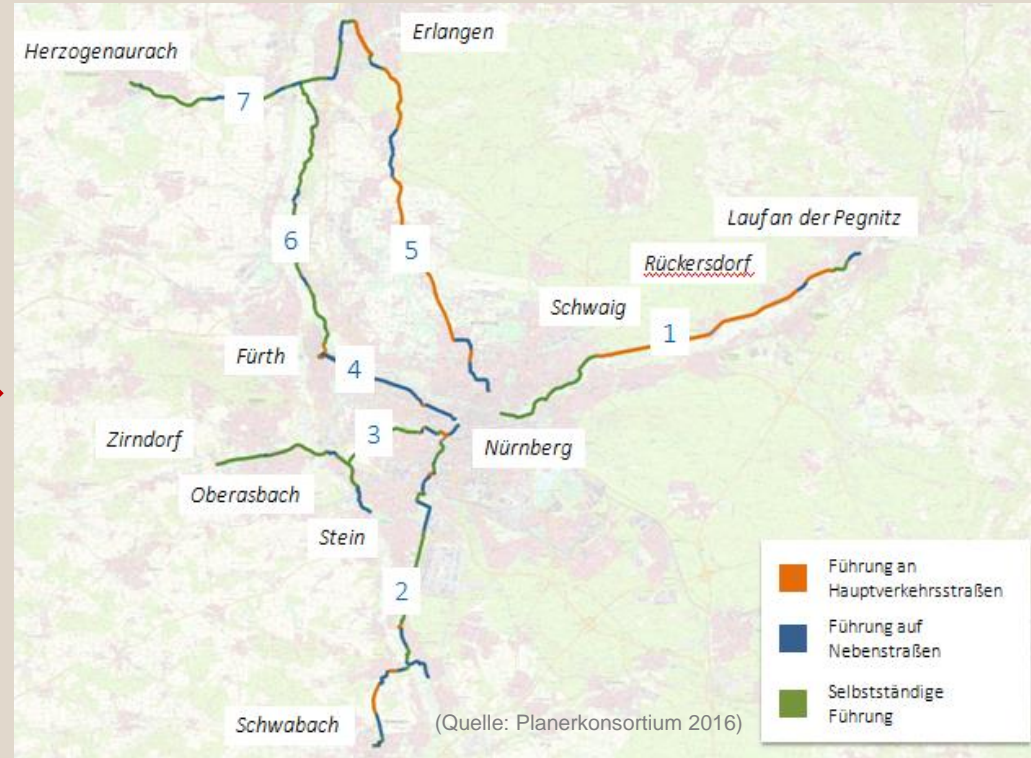 Erlangen
Herzogenaurach
7
Laufan der Pegnitz
6
5
Rückersdorf
Schwaig
1
Fürth
4
Zirndorf
3
Nürnberg
Oberasbach
Stein
2
Führung an
Hauptverkehrsstraßen
Führung auf
Nebenstraßen
Selbstständige
Führung
Schwabach
(Quelle: Planerkonsortium 2016)